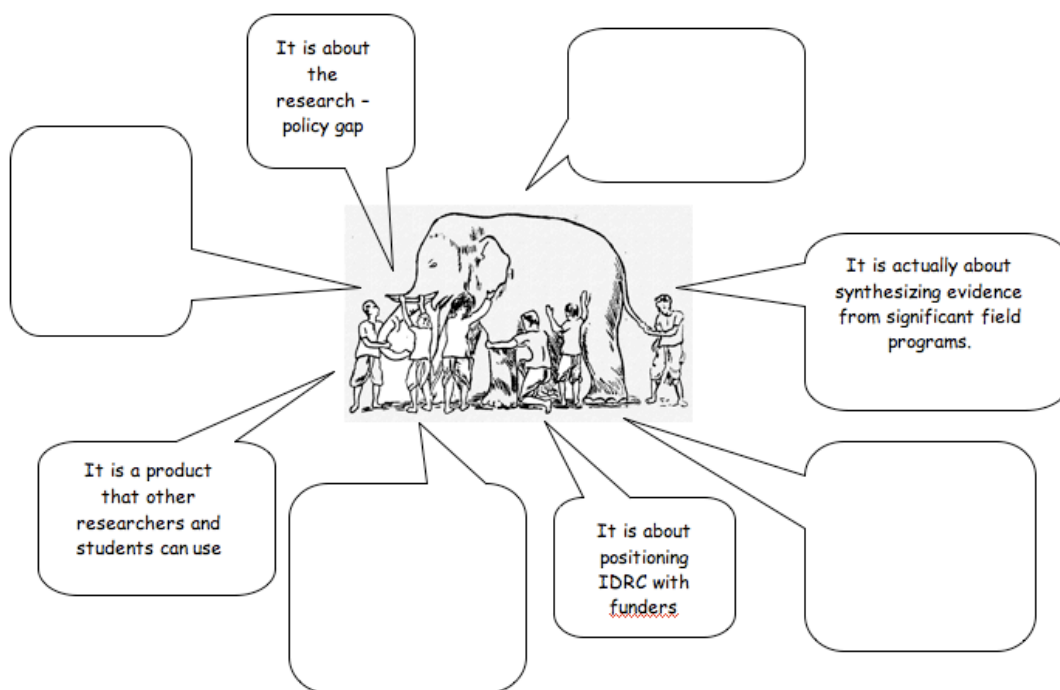 It is about
the
research –
policy gap
It is actually about
synthesizing evidence
from significant field
programs.
It is a product
that other
researchers and
students can use
It is about
positioning
IDRC with
funders